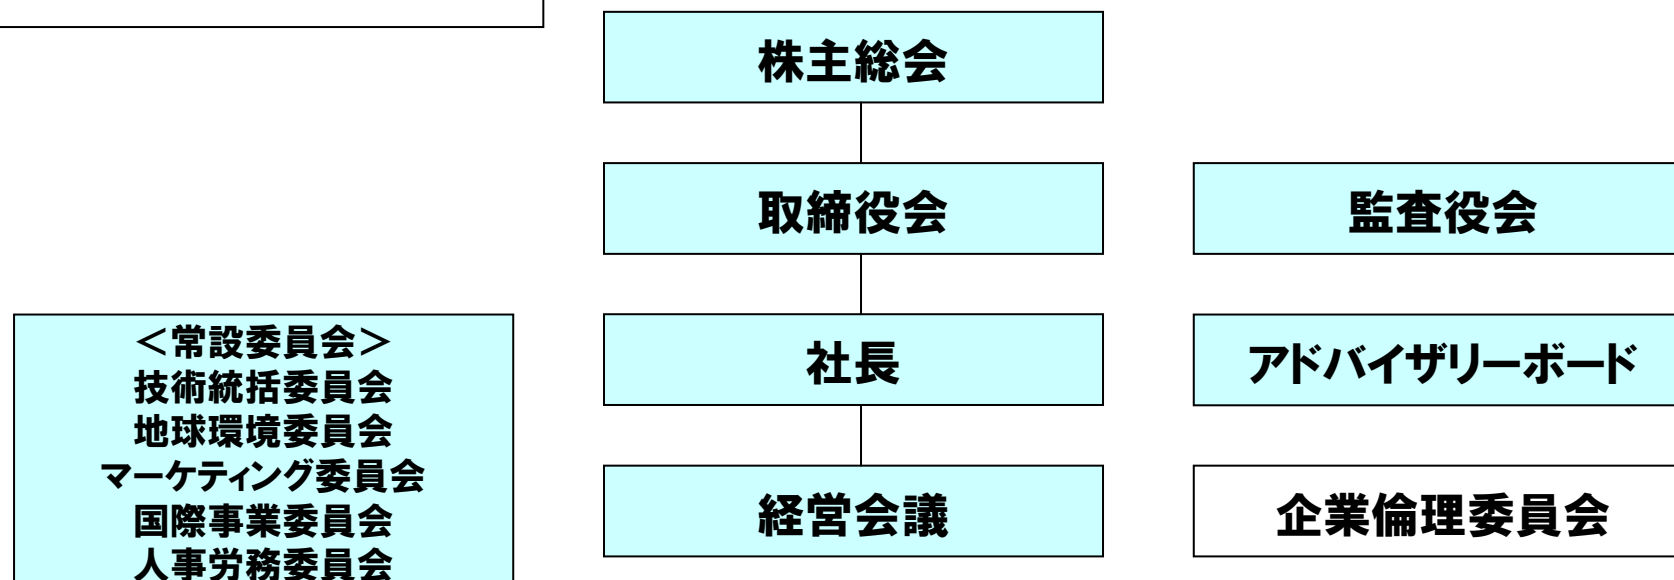 株主総会
取締役会
監査役会
社長
アドバイザリーボード
経営会議
企業倫理委員会
＜常設委員会＞
技術統括委員会
地球環境委員会
マーケティング委員会
国際事業委員会
人事労務委員会